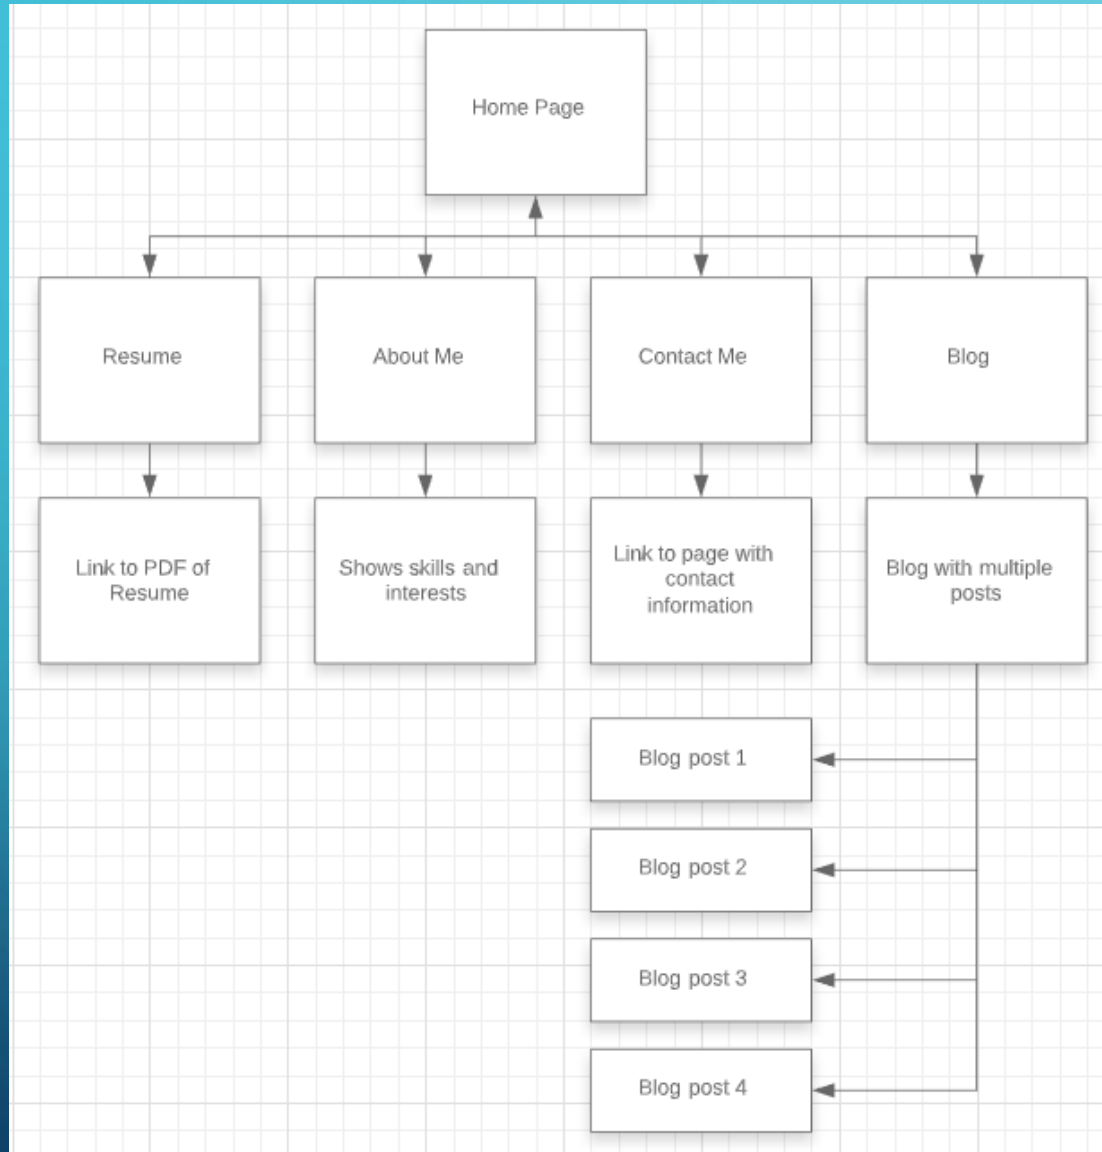 Home Page
Resume
About Me
Contact Me
Blog
Link to PDF of
Resume
Shows skills and
interests
Link to page with
contact
information
Blog with multiple
posts
Blog post 1
Blog post 2
Blog post 3
Blog post 4